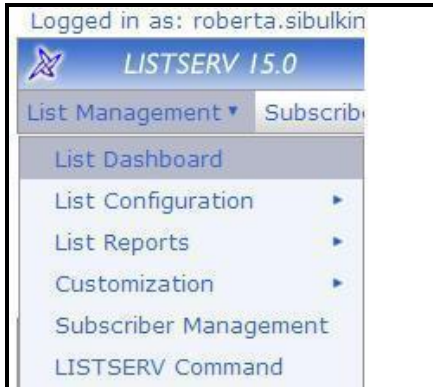 Logged in as: roberta.sibulkin
LISTSERV 15.0
List Management Subscrib
List Dashboard
List Configuration
List Reports
Customization
Subscriber Management
LISTSERV Command